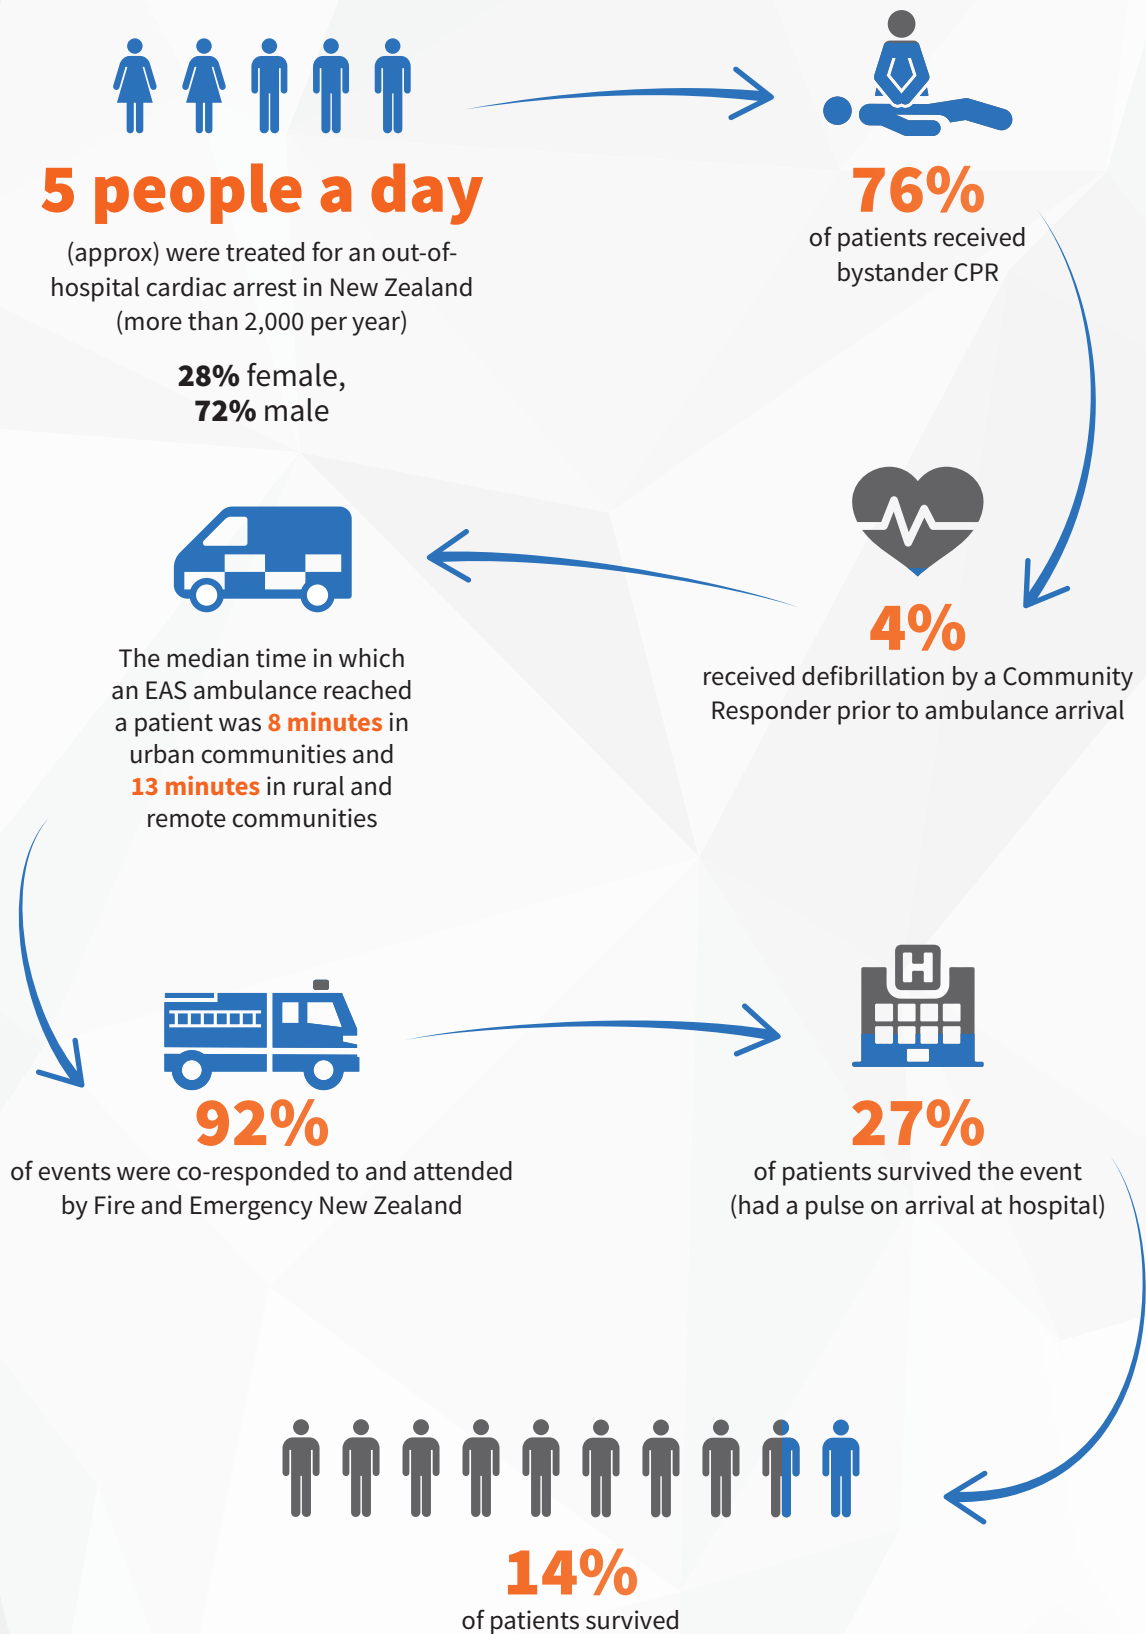 5 people a day
(approx) were treated for an out-of-
hospital cardiac arrest in New Zealand
(more than 2,000 per year)
28% female,
72% male
76%
of patients received
bystander CPR
4%
received defibrillation by a Community
Responder prior to ambulance arrival
The median time in which
an EAS ambulance reached
a patient was 8 minutes in
urban communities and
13 minutes in rural and
remote communities
92%
of events were co-responded to and attended
by Fire and Emergency New Zealand
H
27%
of patients survived the event
(had a pulse on arrival at hospital)
14%
of patients survived